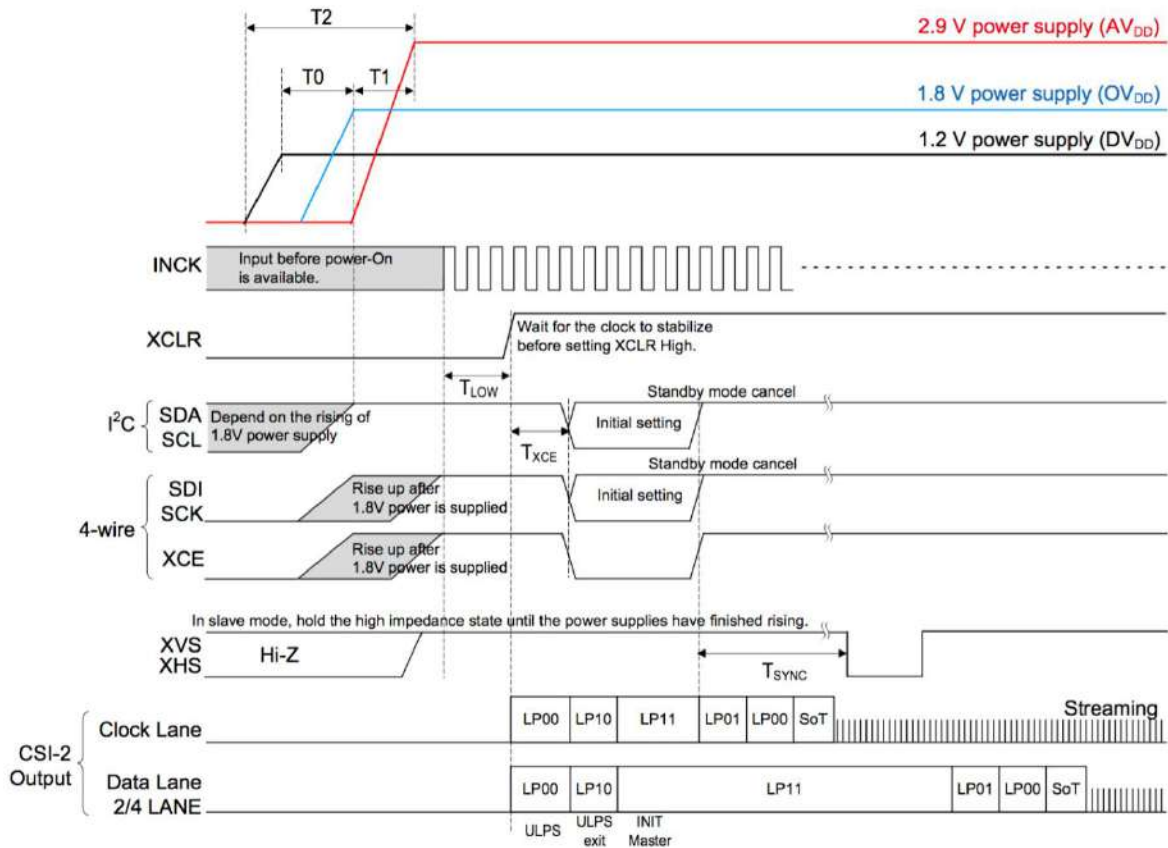 T2
2.9 V power supply (AVDD)
T0
T1
1.8 V power supply (OVDD)
1.2 V power supply (DVDD)
INCK
Input before power-On
is available.
XCLR
Wait for the clock to stabilize
before setting XCLR High.
TLOW
Standby mode cancel
I²C
SDA
SCL
Depend on the rising of
1.8V power supply
TXCE
Initial setting
Standby mode cancel
4-wire
SDI
SCK
Rise up after
1.8V power is supplied
Initial setting
XCE
Rise up after
1.8V power is supplied
In slave mode, hold the high impedance state until the power supplies have finished rising.
XVS
XHS
Hi-Z
TSYNC
CSI-2
Output
Clock Lane
LP00 LP10 LP11 LP01 LP00 SoT
Streaming
Data Lane
2/4 LANE
LP00 LP10 LP11 LP01 LP00 SoT
ULPS
ULPS
exit
INIT
Master